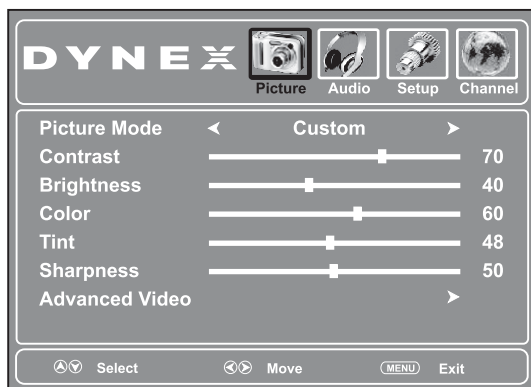 DYNEX
Picture Audio Setup Channel
Picture Mode Custom
Contrast 70
Brightness 40
Color 60
Tint 48
Sharpness 50
Advanced Video
Select Move MENU Exit